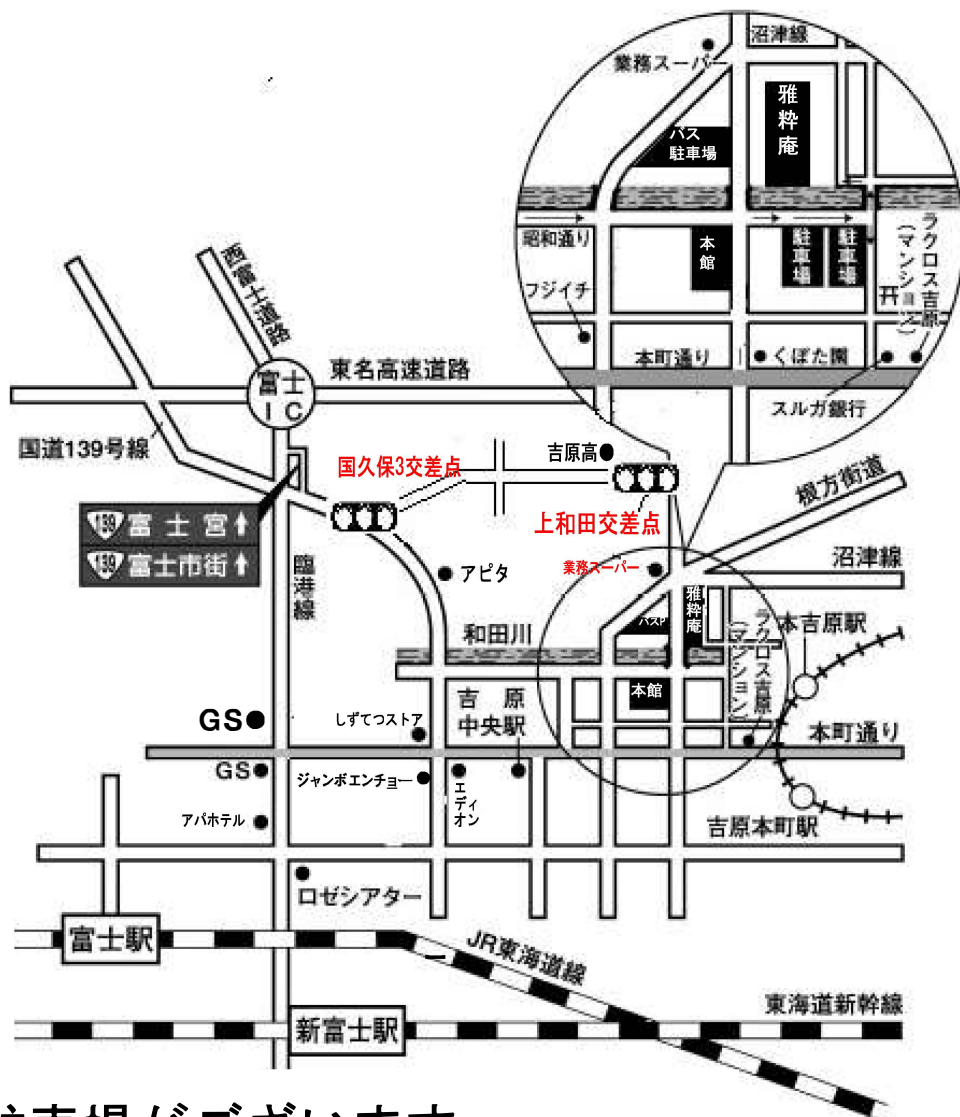 沼津線
業務スーパー
雅粋庵
バス
駐車場
昭和通り
本館
駐車場
駐車場
ラクロス吉原
(マンション)
フジイチ
本町通り
くぼた園
スルガ銀行
西富士道路
富士
IC
東名高速道路
国道139号線
国久保3交差点
吉原高
上和田交差点
根方街道
139 富士宮↑
139 富士市街↑
臨港線
アピタ
業務スーパー
沼津線
雅粋庵
バスP
和田川
本館
ラクロス吉原
(マンション)
本吉原駅
吉原
中央駅
GS
しずてつストア
本町通り
GS
ジャンボエンチョー
エディオン
アパホテル
吉原本町駅
ロゼシアター
富士駅
JR東海道線
東海道新幹線
新富士駅
駐車場がございます